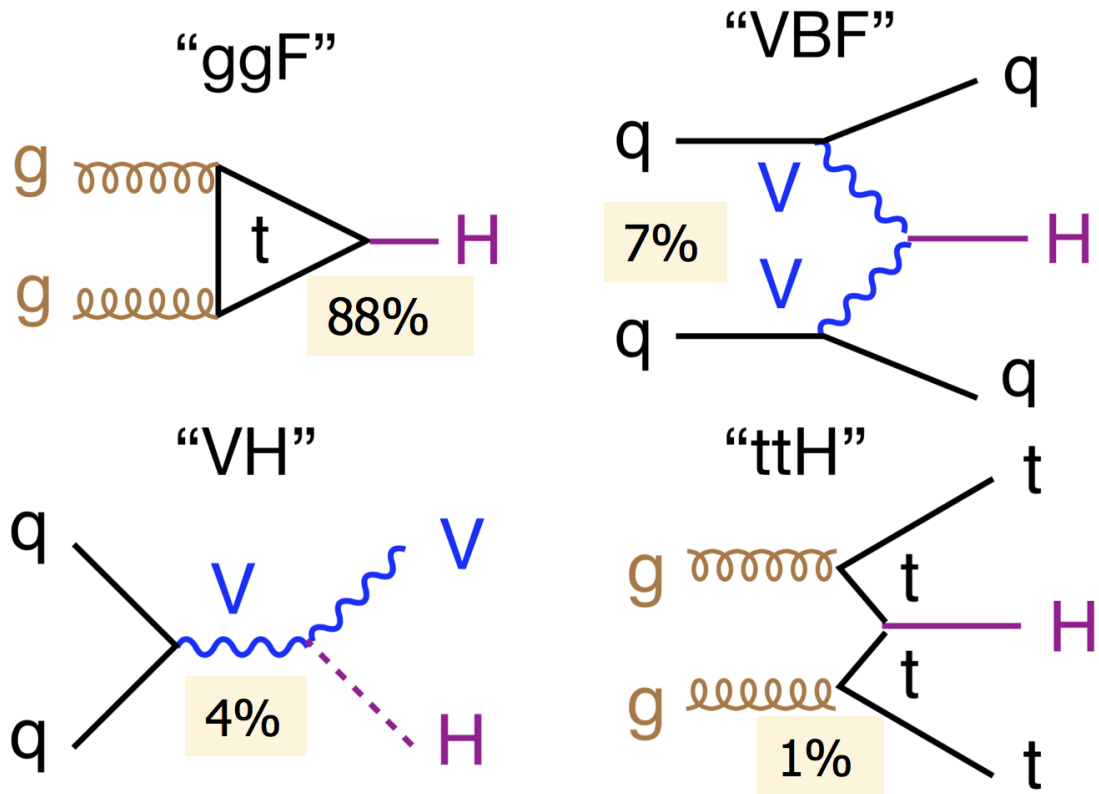 “ggF”
g
t
H
g
88%
“VBF”
q
q
V
7%
H
V
q
q
“VH”
q
V
V
4%
q
H
“ttH”
t
g
t
H
t
g
1%
t